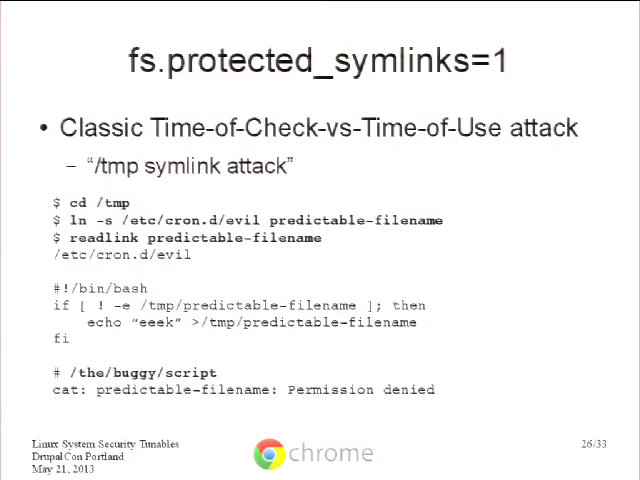 fs.protected_symlinks=1
• Classic Time-of-Check-vs-Time-of-Use attack
– “/tmp symlink attack”
$ cd /tmp
$ ln -s /etc/cron.d/evil predictable-filename
$ readlink predictable-filename
/etc/cron.d/evil
#!/bin/bash
if [ ! -e /tmp/predictable-filename ]; then
echo “eeek” >/tmp/predictable-filename
fi
# /the/buggy/script
cat: predictable-filename: Permission denied
Linux System Security Tunables
DrupalCon Portland
May 21, 2013
chrome
26/33